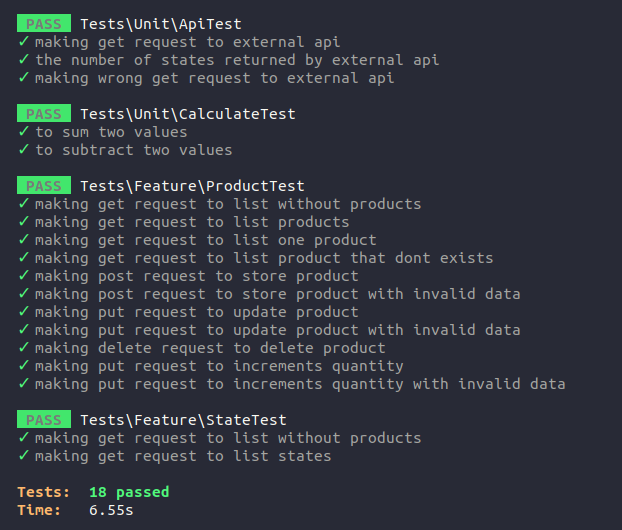 PASS Tests\Unit\ApiTest
✓ making get request to external api
✓ the number of states returned by external api
✓ making wrong get request to external api
PASS Tests\Unit\CalculateTest
✓ to sum two values
✓ to subtract two values
PASS Tests\Feature\ProductTest
✓ making get request to list without products
✓ making get request to list products
✓ making get request to list one product
✓ making get request to list product that dont exists
✓ making post request to store product
✓ making post request to store product with invalid data
✓ making put request to update product
✓ making put request to update product with invalid data
✓ making delete request to delete product
✓ making put request to increments quantity
✓ making put request to increments quantity with invalid data
PASS Tests\Feature\StateTest
✓ making get request to list without products
✓ making get request to list states
Tests: 18 passed
Time: 6.55s